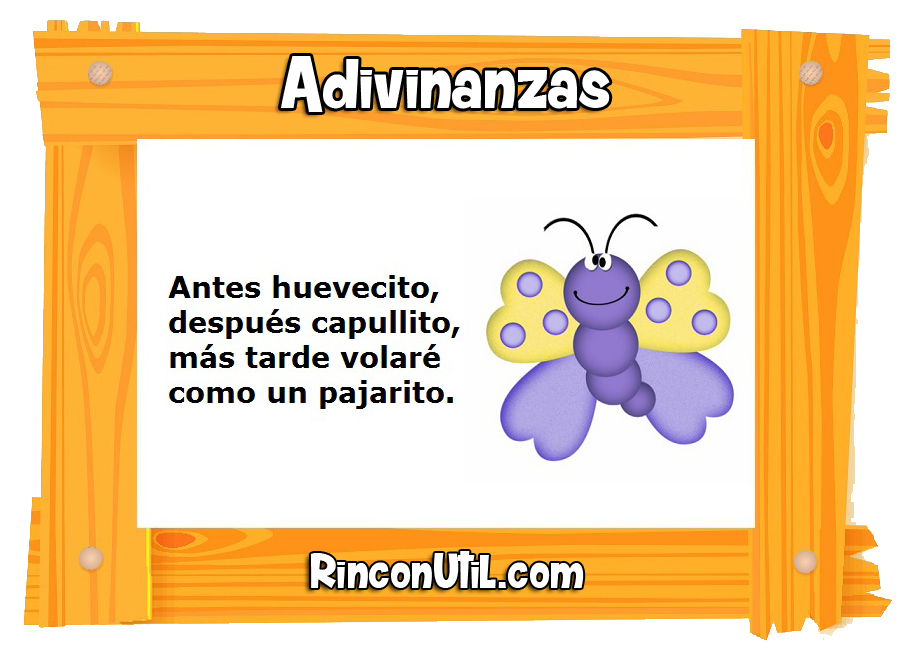 Adivinanzas
Antes huevecito,
después capullito,
más tarde volaré
como un pajarito.
RinconUtil.com